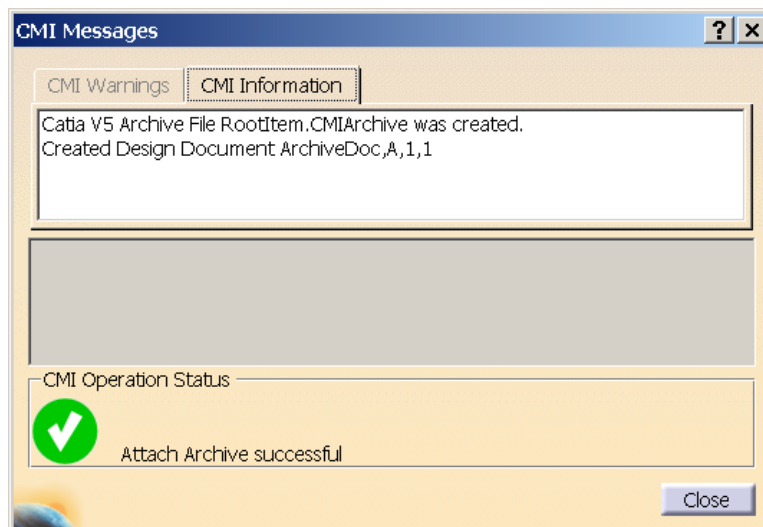 CMI Messages
CMI Warnings
CMI Information
Catia V5 Archive File RootItem.CMIArchive was created.
Created Design Document ArchiveDoc,A,1,1
CMI Operation Status
Attach Archive successful
Close